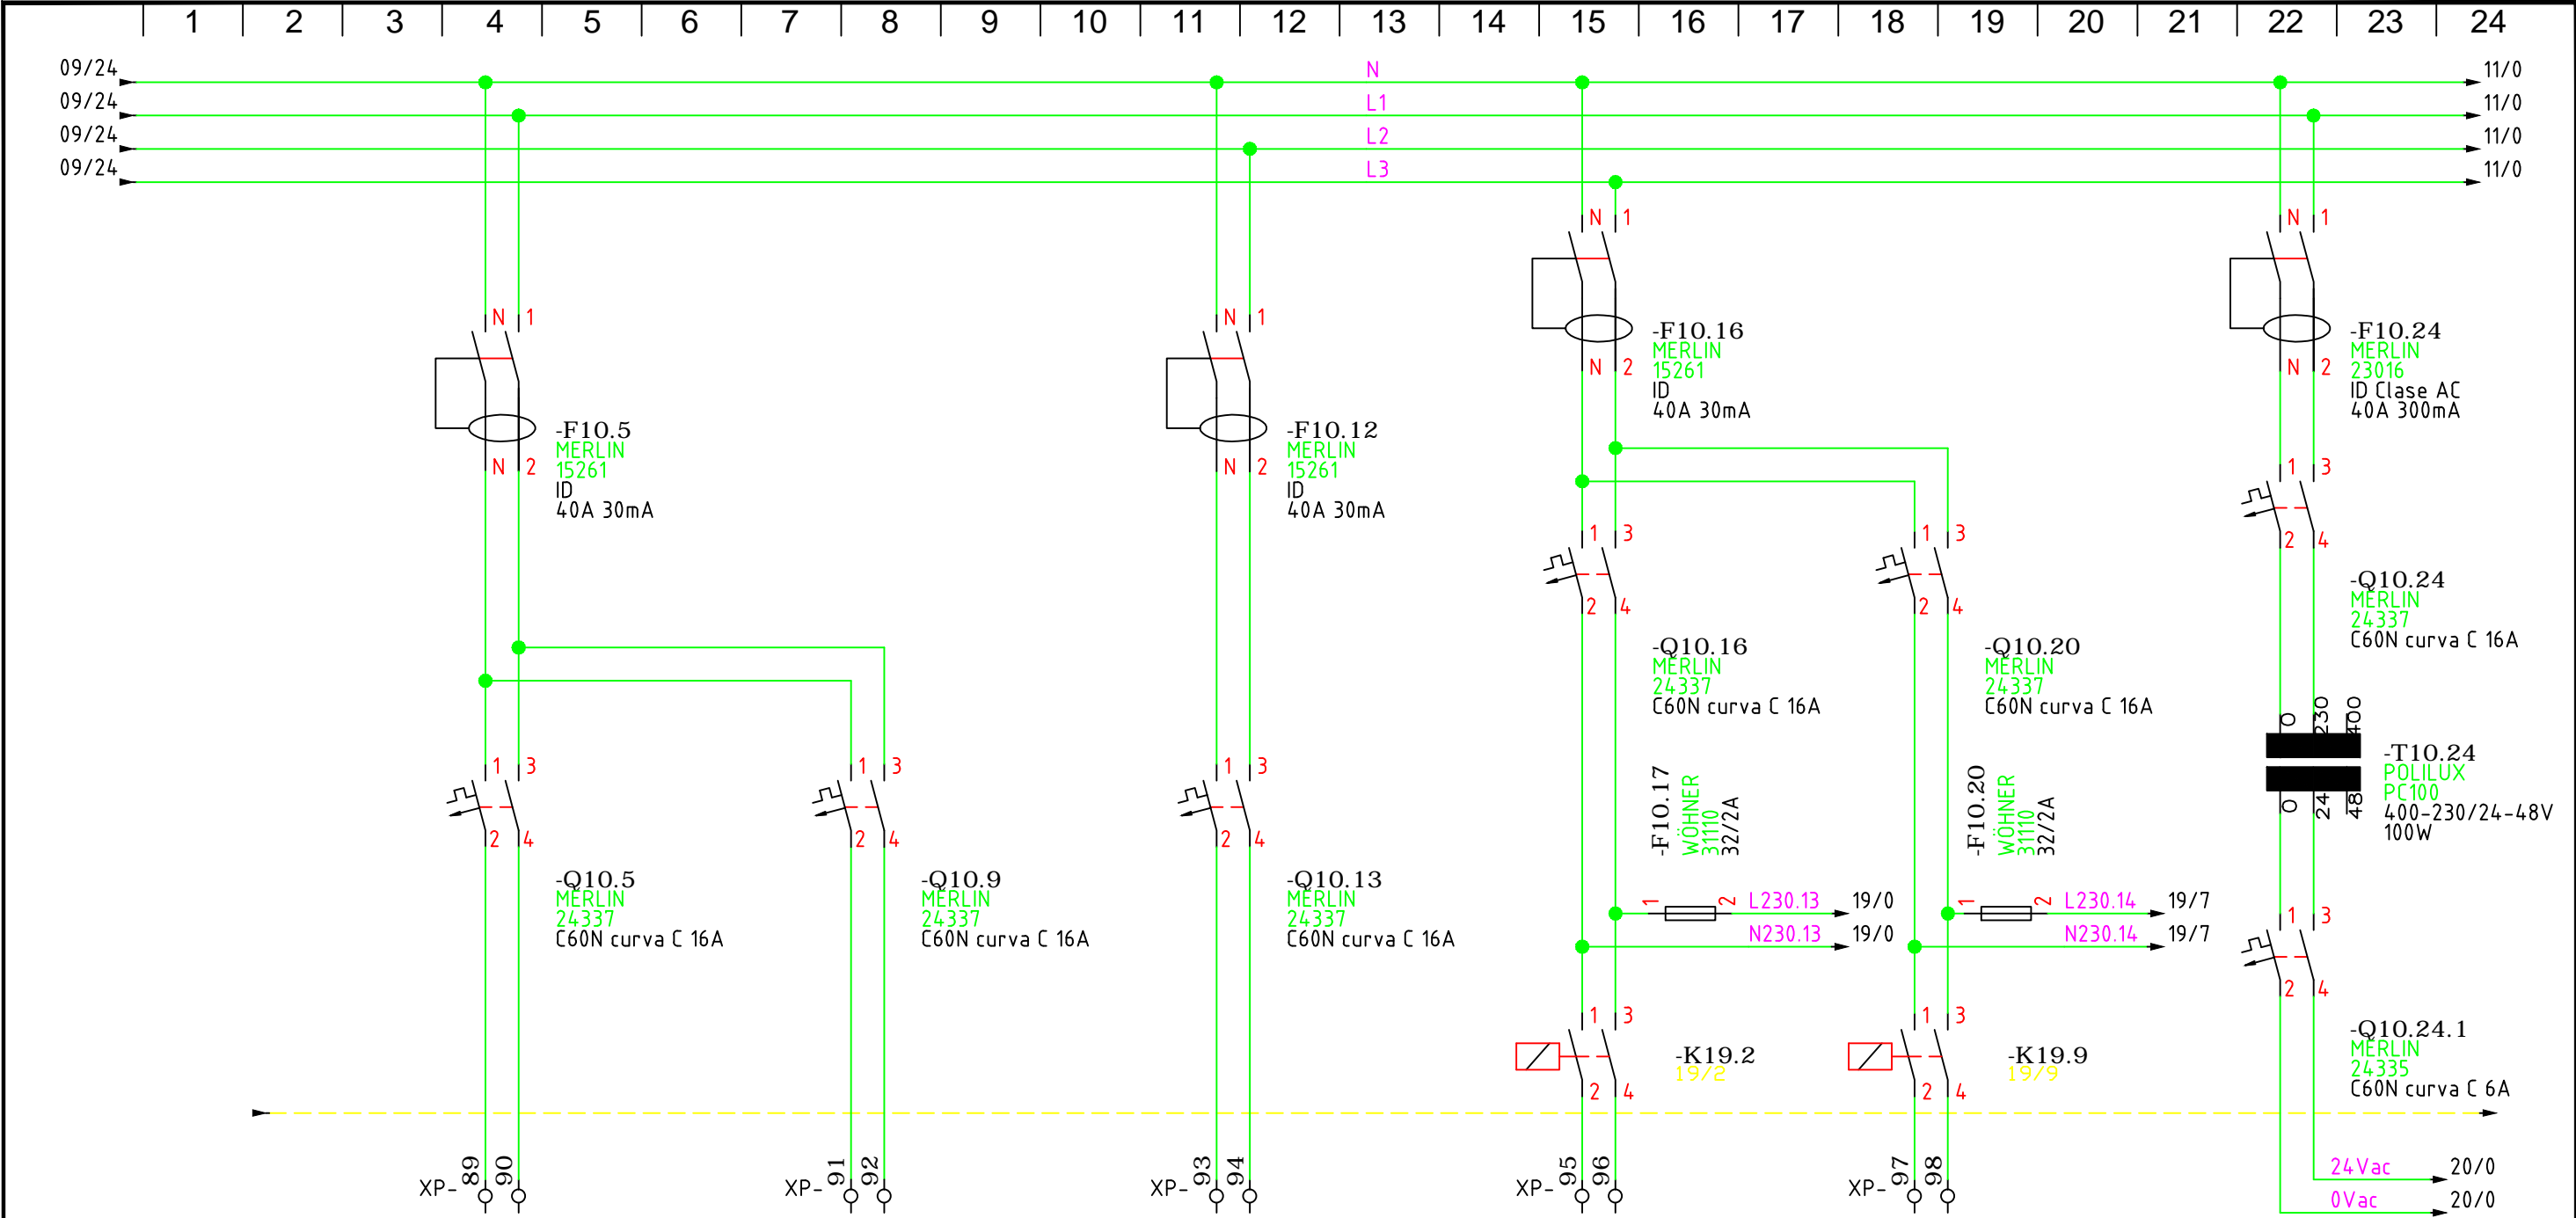 1 2 3 4 5 6 7 8 9 10 11 12 13 14 15 16 17 18 19 20 21 22 23 24
09/24 N 11/0
09/24 L1 11/0
09/24 L2 11/0
09/24 L3 11/0
N 1
N 2
-F10.5
MERLIN
15261
ID
40A 30mA
1 3
2 4
-Q10.5
MERLIN
24337
C60N curva C 16A
XP- 89 90
1 3
2 4
-Q10.9
MERLIN
24337
C60N curva C 16A
XP- 91 92
N 1
N 2
-F10.12
MERLIN
15261
ID
40A 30mA
1 3
2 4
-Q10.13
MERLIN
24337
C60N curva C 16A
XP- 93 94
N 1
N 2
-F10.16
MERLIN
15261
ID
40A 30mA
1 3
2 4
-Q10.16
MERLIN
24337
C60N curva C 16A
-F10.17
WÖHNER
31110
32/2A
1 2 L230.13 19/0
N230.13 19/0
1 3
2 4
-K19.2
19/2
XP- 95 96
1 3
2 4
-Q10.20
MERLIN
24337
C60N curva C 16A
-F10.20
WÖHNER
31110
32/2A
1 2 L230.14 19/7
N230.14 19/7
1 3
2 4
-K19.9
19/9
XP- 97 98
N 1
N 2
-F10.24
MERLIN
23016
ID Clase AC
40A 300mA
1 3
2 4
-Q10.24
MERLIN
24337
C60N curva C 16A
0 230 400
0 24 48
-T10.24
POLILUX
PC100
400-230/24-48V
100W
1 3
2 4
-Q10.24.1
MERLIN
24335
C60N curva C 6A
24Vac 20/0
0Vac 20/0